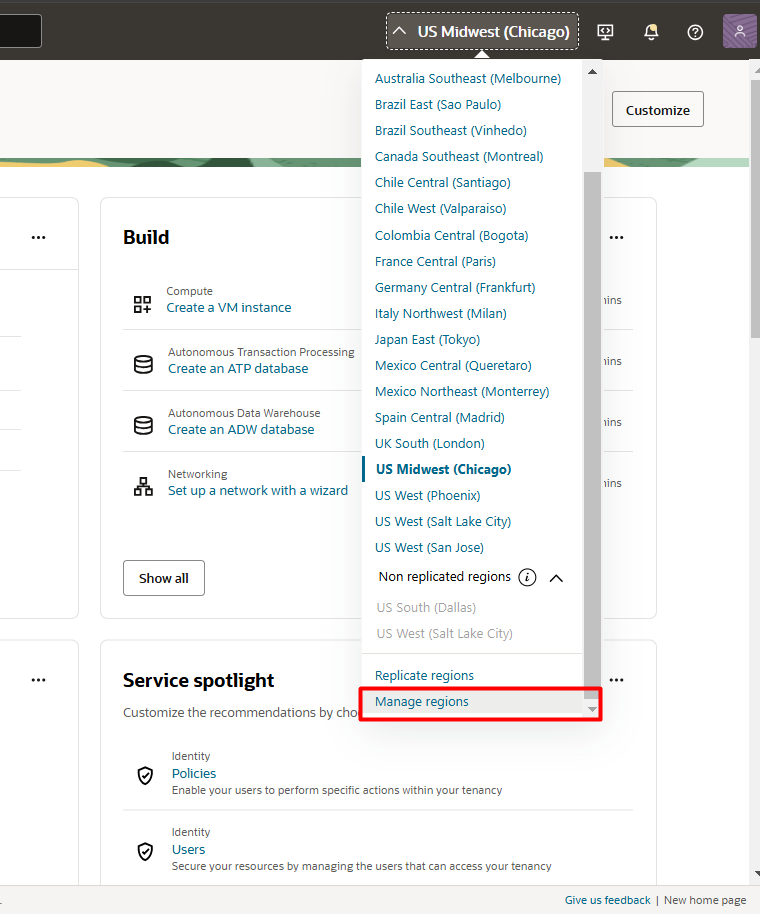 US Midwest (Chicago)
Australia Southeast (Melbourne)
Brazil East (Sao Paulo)
Brazil Southeast (Vinhedo)
Canada Southeast (Montreal)
Chile Central (Santiago)
Chile West (Valparaiso)
Colombia Central (Bogota)
France Central (Paris)
Germany Central (Frankfurt)
Italy Northwest (Milan)
Japan East (Tokyo)
Mexico Central (Queretaro)
Mexico Northeast (Monterrey)
Spain Central (Madrid)
UK South (London)
US Midwest (Chicago)
US West (Phoenix)
US West (Salt Lake City)
US West (San Jose)
Non replicated regions
US South (Dallas)
US West (Salt Lake City)
Replicate regions
Manage regions
Customize
Build
Compute
Create a VM instance
Autonomous Transaction Processing
Create an ATP database
Autonomous Data Warehouse
Create an ADW database
Networking
Set up a network with a wizard
Show all
Service spotlight
Customize the recommendations by
Identity
Policies
Enable your users to perform specific actions within your tenancy
Identity
Users
Secure your resources by managing the users that can access your tenancy
Give us feedback | New home page